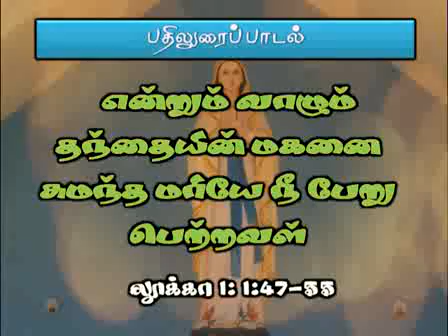 பதிலுரைப் பாடல்
என்றும் வாழும்
தந்தையின் மகனை
சுமந்த மரியே நீ பேறு
பெற்றவள்
லூக்கா 1: 1:47-55